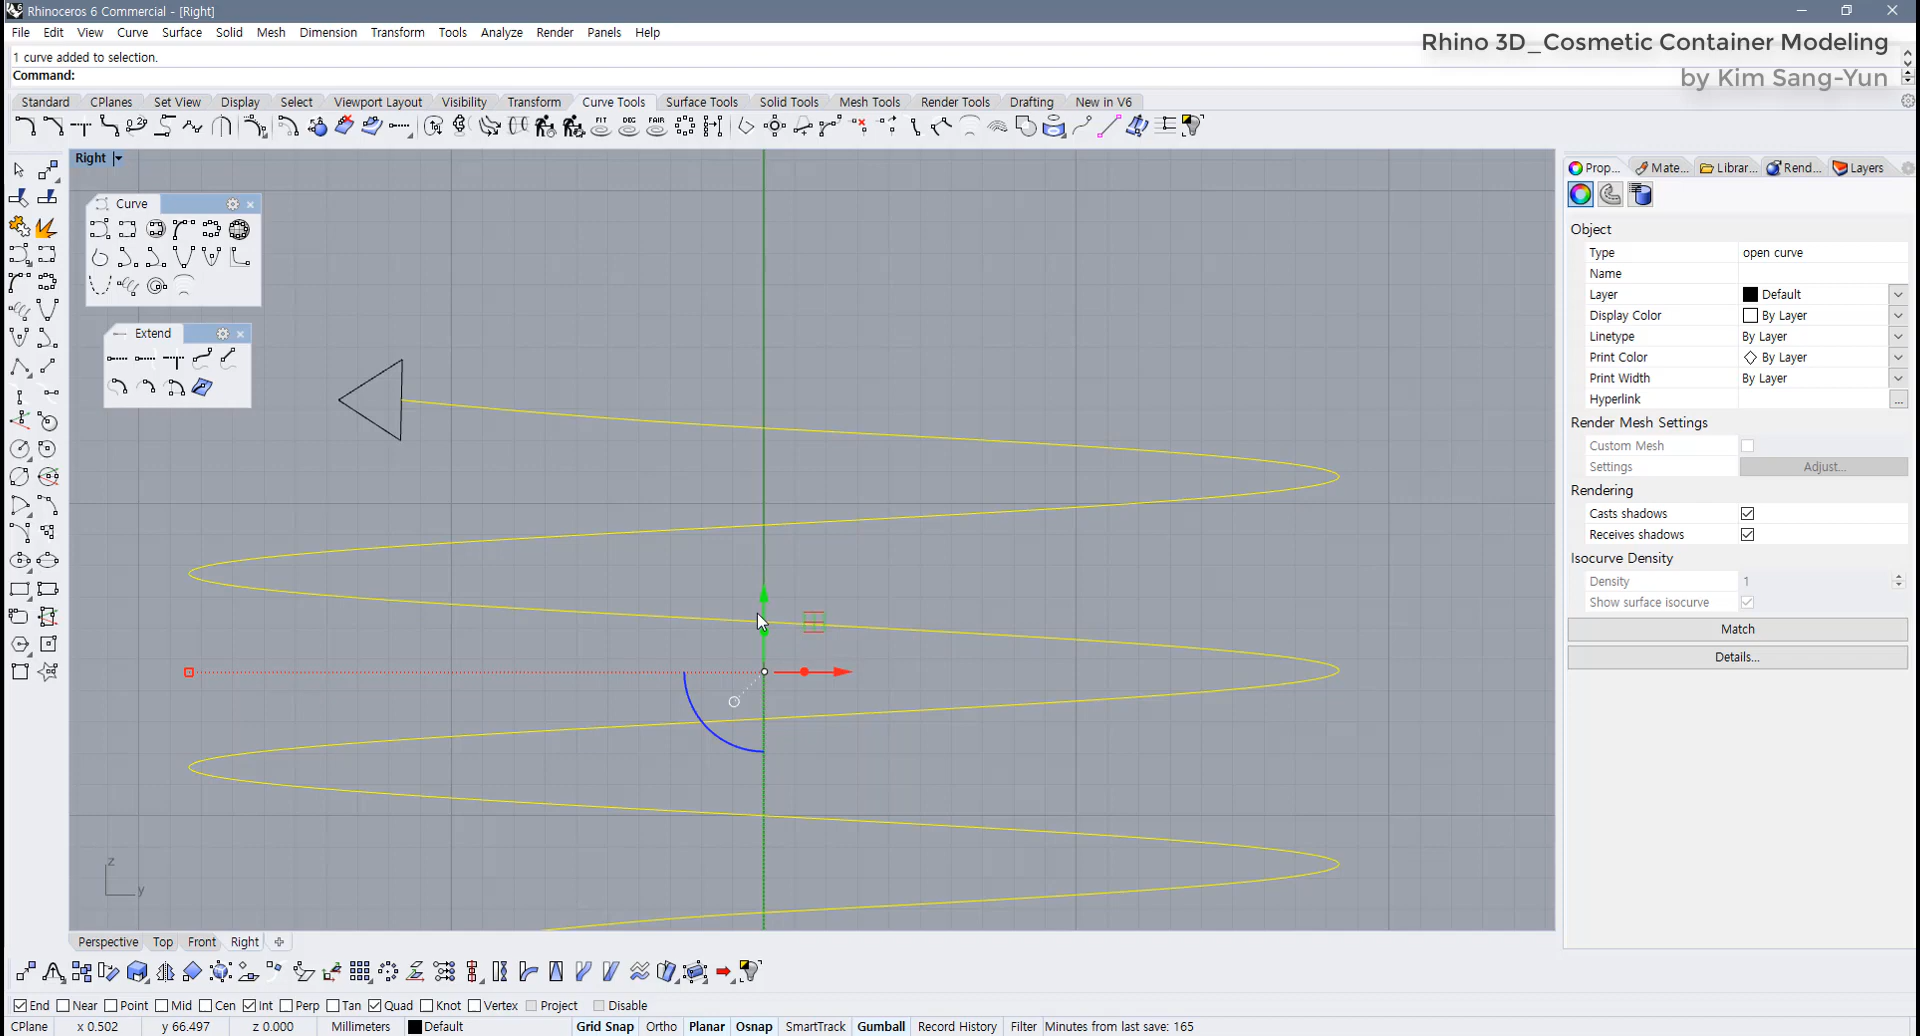 Rhinoceros 6 Commercial - [Right]
File Edit View Curve Surface Solid Mesh Dimension Transform Tools Analyze Render Panels Help
Rhino 3D_Cosmetic Container Modeling
by Kim Sang-Yun
1 curve added to selection.
Command:
Standard CPlanes Set View Display Select Viewport Layout Visibility Transform Curve Tools Surface Tools Solid Tools Mesh Tools Render Tools Drafting New in V6
FIT DEG FAIR
Right
Curve
Extend
z
y
Prop... Mate... Librar... Rend... Layers
Object
Type open curve
Name
Layer Default
Display Color By Layer
Linetype By Layer
Print Color By Layer
Print Width By Layer
Hyperlink ...
Render Mesh Settings
Custom Mesh
Settings Adjust...
Rendering
Casts shadows
Receives shadows
Isocurve Density
Density 1
Show surface isocurve
Match
Details...
Perspective Top Front Right
End Near Point Mid Cen Int Perp Tan Quad Knot Vertex Project Disable
CPlane x 0.502 y 66.497 z 0.000 Millimeters Default Grid Snap Ortho Planar Osnap SmartTrack Gumball Record History Filter Minutes from last save: 165